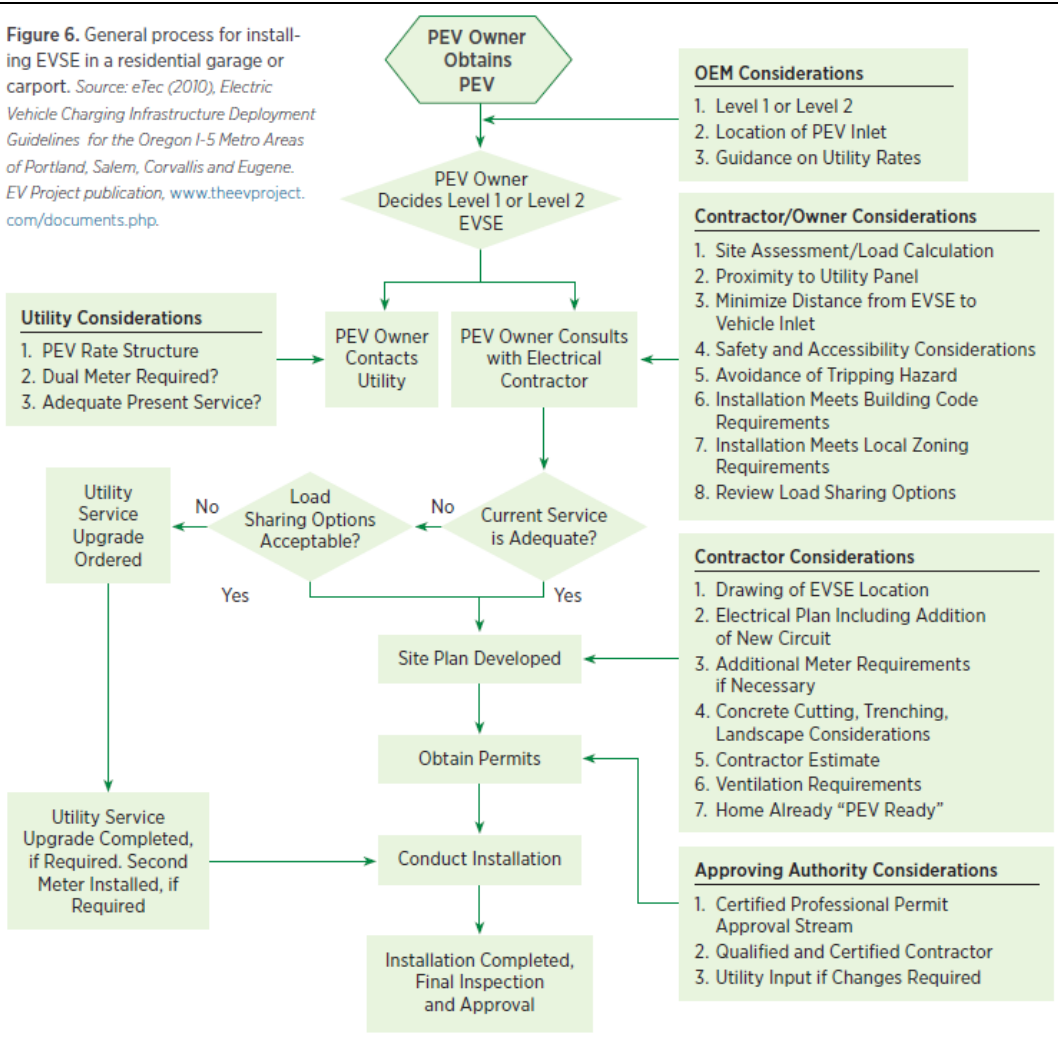 Figure 6. General process for install-
ing EVSE in a residential garage or
carport. Source: eTec (2010), Electric
Vehicle Charging Infrastructure Deployment
Guidelines for the Oregon I-5 Metro Areas
of Portland, Salem, Corvallis and Eugene.
EV Project publication, www.theevproject.
com/documents.php.
PEV Owner
Obtains
PEV
OEM Considerations
1. Level 1 or Level 2
2. Location of PEV Inlet
3. Guidance on Utility Rates
PEV Owner
Decides Level 1 or Level 2
EVSE
Contractor/Owner Considerations
1. Site Assessment/Load Calculation
2. Proximity to Utility Panel
3. Minimize Distance from EVSE to
Vehicle Inlet
4. Safety and Accessibility Considerations
5. Avoidance of Tripping Hazard
6. Installation Meets Building Code
Requirements
7. Installation Meets Local Zoning
Requirements
8. Review Load Sharing Options
Utility Considerations
1. PEV Rate Structure
2. Dual Meter Required?
3. Adequate Present Service?
PEV Owner
Contacts
Utility
PEV Owner Consults
with Electrical
Contractor
Utility
Service
Upgrade
Ordered
No
Load
Sharing Options
Acceptable?
No
Current Service
is Adequate?
Yes
Yes
Contractor Considerations
1. Drawing of EVSE Location
2. Electrical Plan Including Addition
of New Circuit
3. Additional Meter Requirements
if Necessary
4. Concrete Cutting, Trenching,
Landscape Considerations
5. Contractor Estimate
6. Ventilation Requirements
7. Home Already “PEV Ready”
Site Plan Developed
Obtain Permits
Utility Service
Upgrade Completed,
if Required. Second
Meter Installed, if
Required
Conduct Installation
Approving Authority Considerations
1. Certified Professional Permit
Approval Stream
2. Qualified and Certified Contractor
3. Utility Input if Changes Required
Installation Completed,
Final Inspection
and Approval